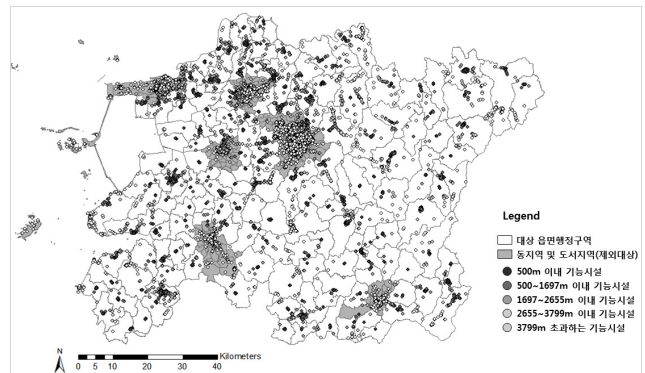 Legend
대상 읍면행정구역
동지역 및 도서지역(제외대상)
500m 이내 기능시설
500~1697m 이내 기능시설
1697~2655m 이내 기능시설
2655~3799m 이내 기능시설
3799m 초과하는 기능시설
N
Kilometers
0 5 10 20 30 40